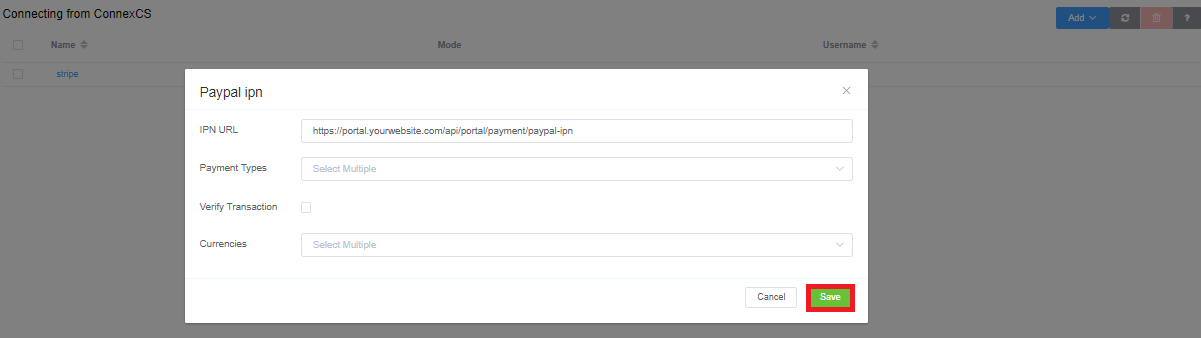 Connecting from ConnexCS
Add
?
Name Mode Username
stripe
Paypal ipn
IPN URL https://portal.yourwebsite.com/api/portal/payment/paypal-ipn
Payment Types Select Multiple
Verify Transaction
Currencies Select Multiple
Cancel Save